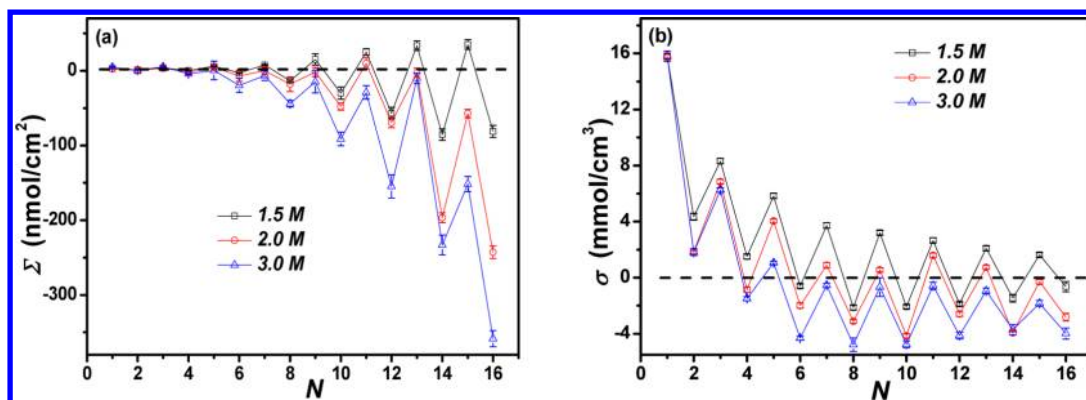 (a)
Σ (nmol/cm²)
0
-100
-200
-300
1.5 M
2.0 M
3.0 M
0 2 4 6 8 10 12 14 16
N
(b)
σ (mmol/cm³)
16
12
8
4
0
-4
1.5 M
2.0 M
3.0 M
0 2 4 6 8 10 12 14 16
N